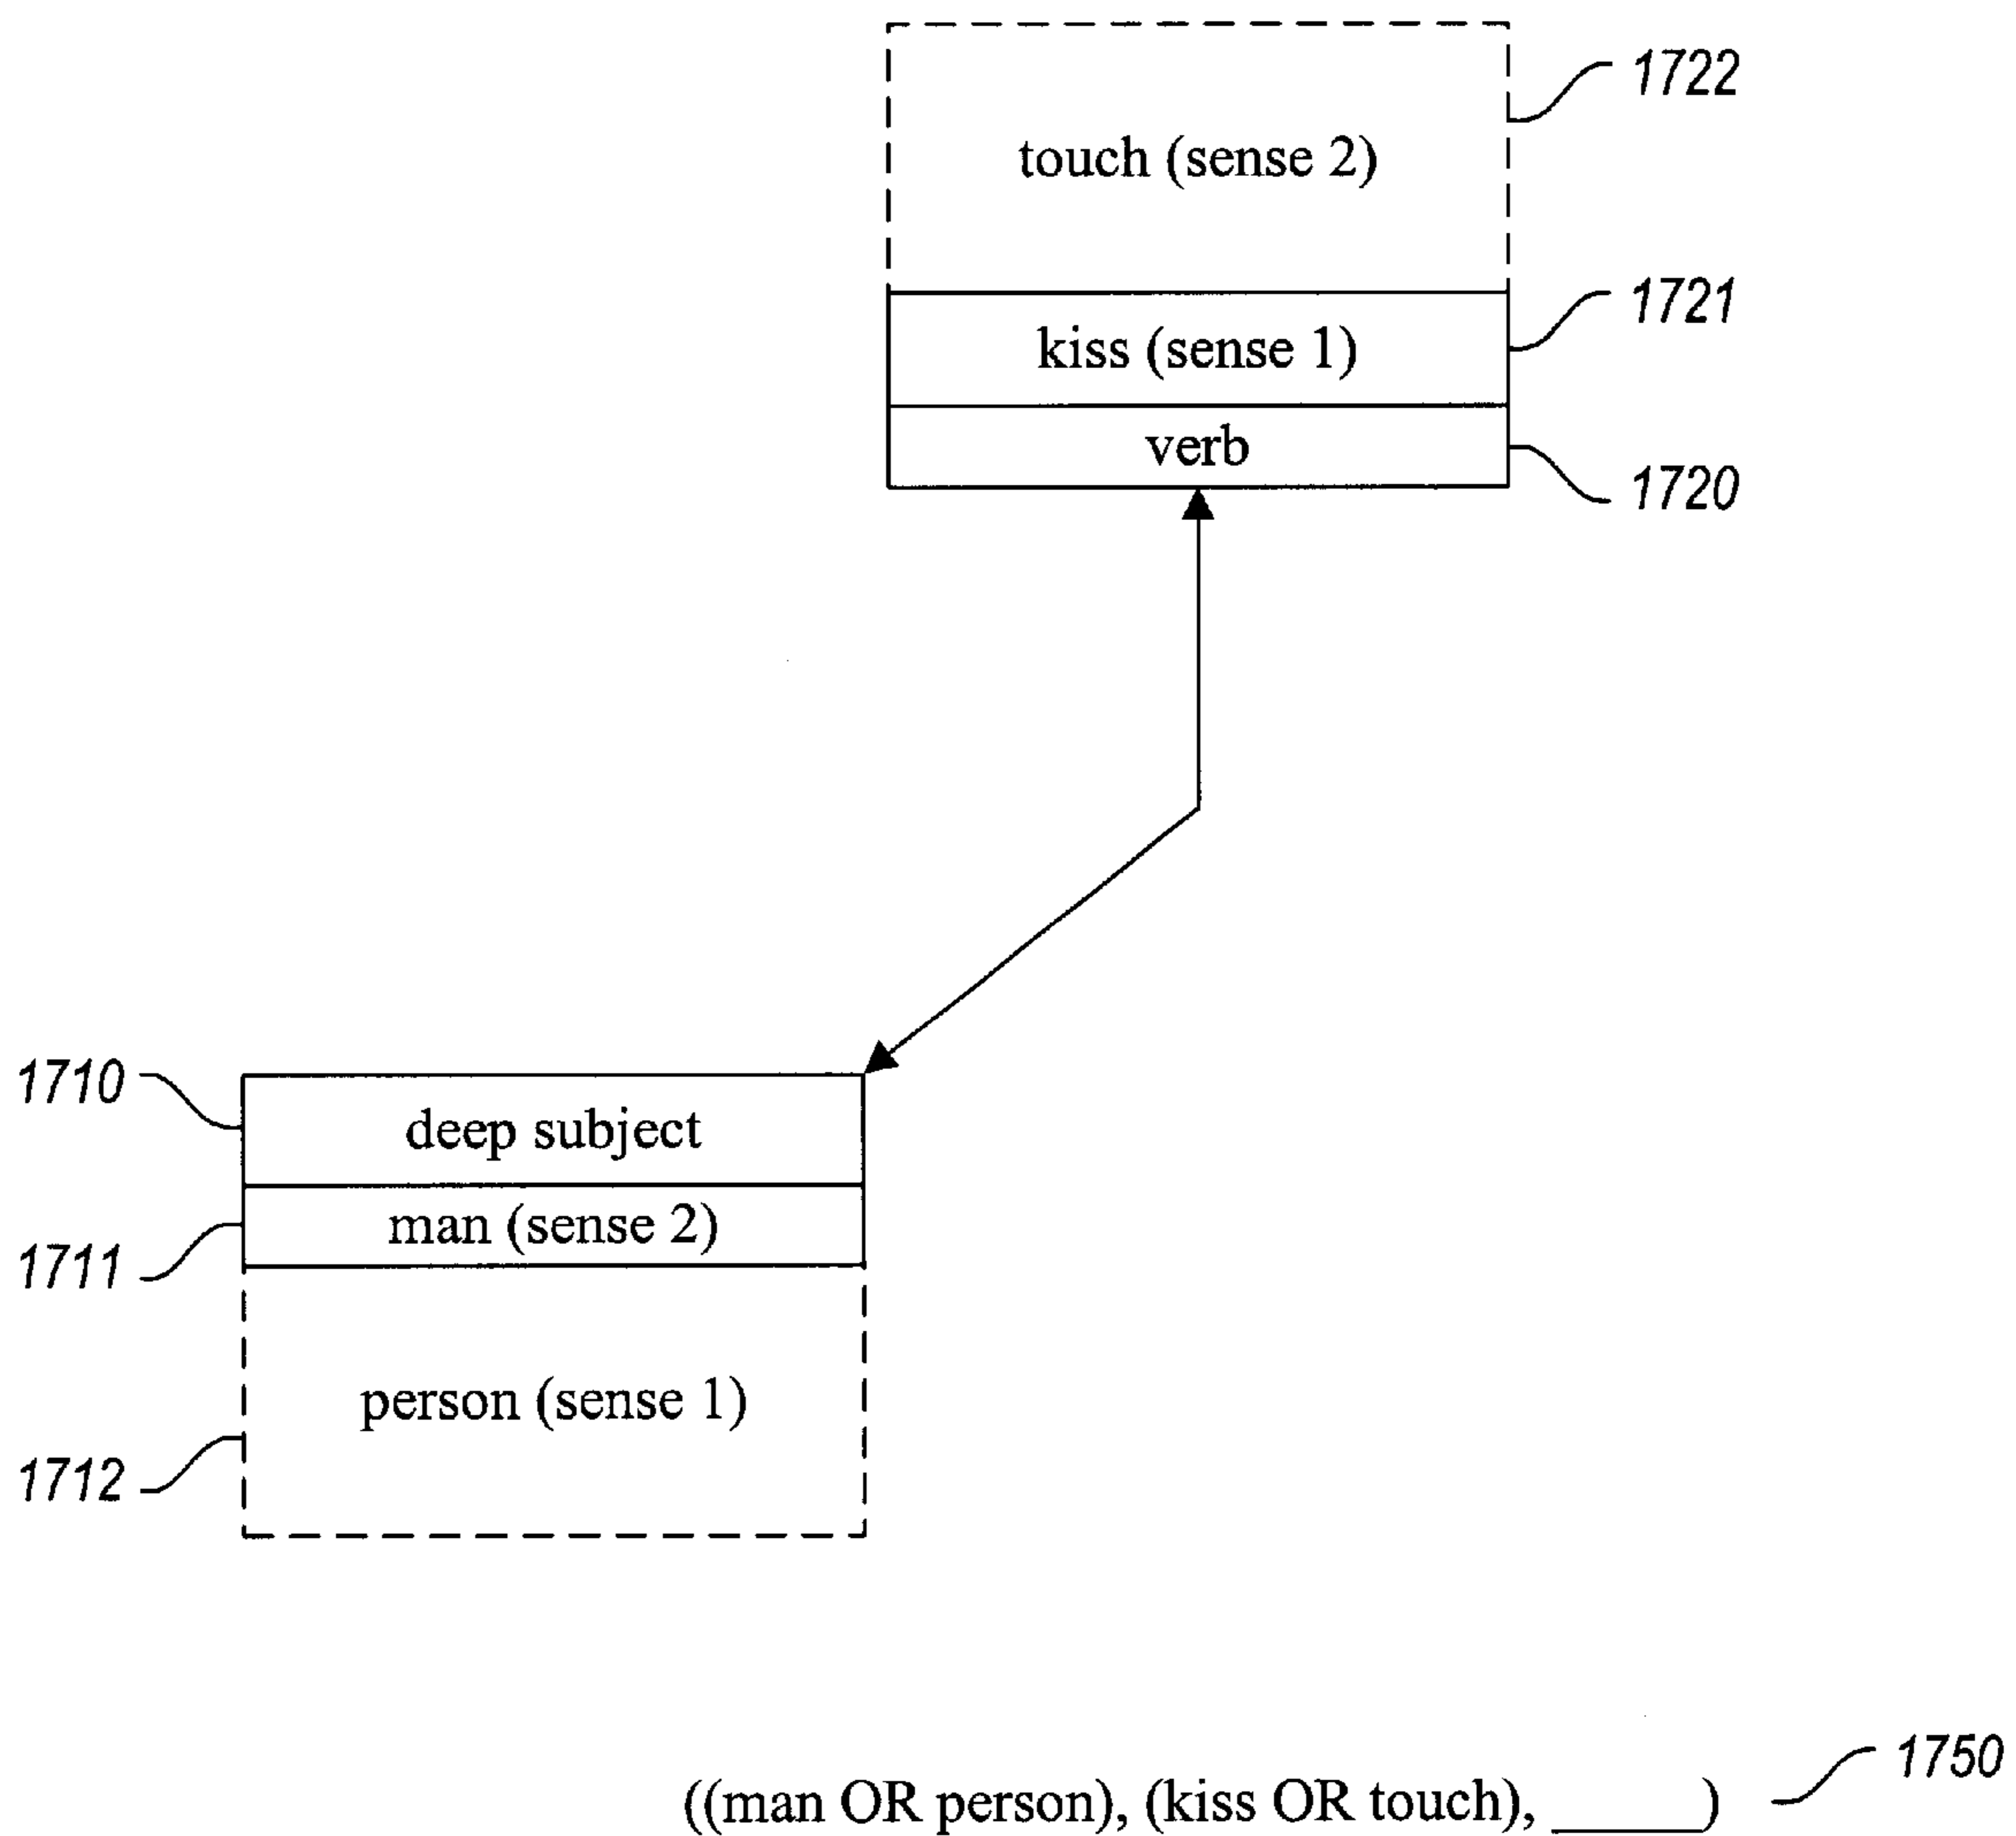 1722
touch (sense 2)
1721
kiss (sense 1)
verb
1720
1710
deep subject
man (sense 2)
1711
person (sense 1)
1712
1750
((man OR person), (kiss OR touch), ______)